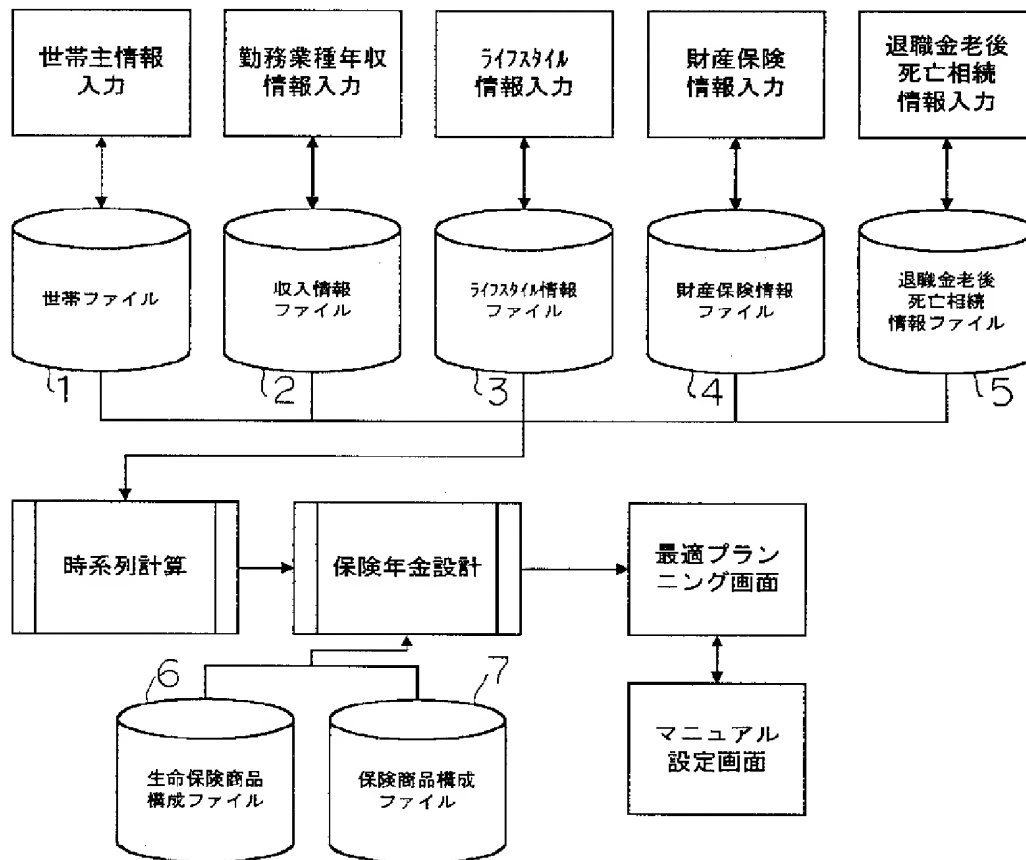 世帯主情報
入力
勤務業種年収
情報入力
ライフスタイル
情報入力
財産保険
情報入力
退職金老後
死亡相続
情報入力
世帯ファイル
収入情報
ファイル
ライフスタイル情報
ファイル
財産保険情報
ファイル
退職金老後
死亡相続
情報ファイル
1
2
3
4
5
時系列計算
保険年金設計
最適プラン
ニング画面
6
7
生命保険商品
構成ファイル
保険商品構成
ファイル
マニュアル
設定画面